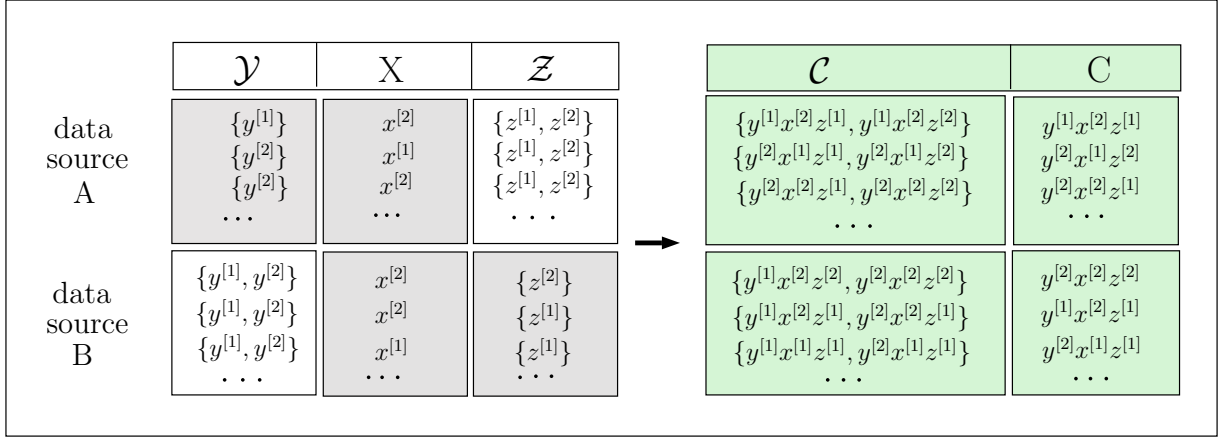 𝒴 X 𝒵 𝒞 C
data source A
{y^[1]} x^[2] {z^[1], z^[2]} {y^[1]x^[2]z^[1], y^[1]x^[2]z^[2]} y^[1]x^[2]z^[1]
{y^[2]} x^[1] {z^[1], z^[2]} {y^[2]x^[1]z^[1], y^[2]x^[1]z^[2]} y^[2]x^[1]z^[2]
{y^[2]} x^[2] {z^[1], z^[2]} {y^[2]x^[2]z^[1], y^[2]x^[2]z^[2]} y^[2]x^[2]z^[1]
... ... ... ... ...
data source B
{y^[1], y^[2]} x^[2] {z^[2]} {y^[1]x^[2]z^[2], y^[2]x^[2]z^[2]} y^[2]x^[2]z^[2]
{y^[1], y^[2]} x^[2] {z^[1]} {y^[1]x^[2]z^[1], y^[2]x^[2]z^[1]} y^[1]x^[2]z^[1]
{y^[1], y^[2]} x^[1] {z^[1]} {y^[1]x^[1]z^[1], y^[2]x^[1]z^[1]} y^[2]x^[1]z^[1]
... ... ... ... ...